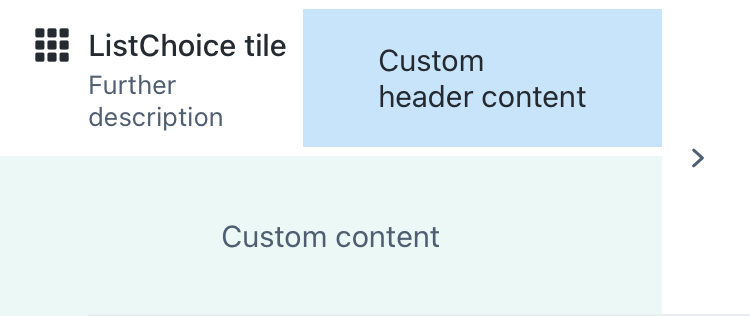 ListChoice tile
Further
description
Custom
header content
Custom content